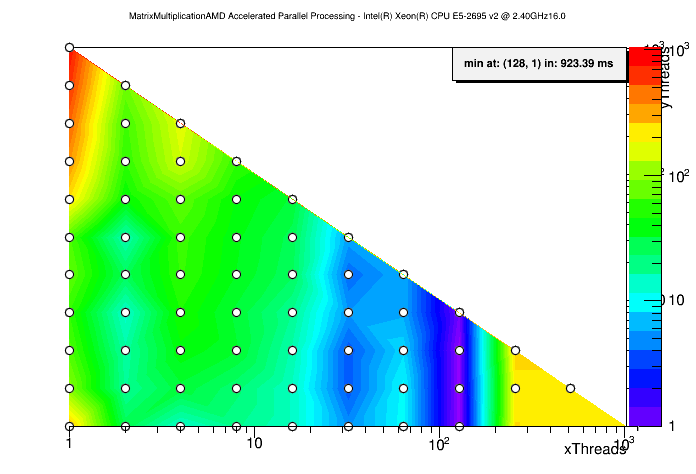 MatrixMultiplicationAMD Accelerated Parallel Processing - Intel(R) Xeon(R) CPU E5-2695 v2 @ 2.40GHz16.0
min at: (128, 1) in: 923.39 ms
10³ 10³
yThreads
10²
10
1
1 10 10² 10³
xThreads